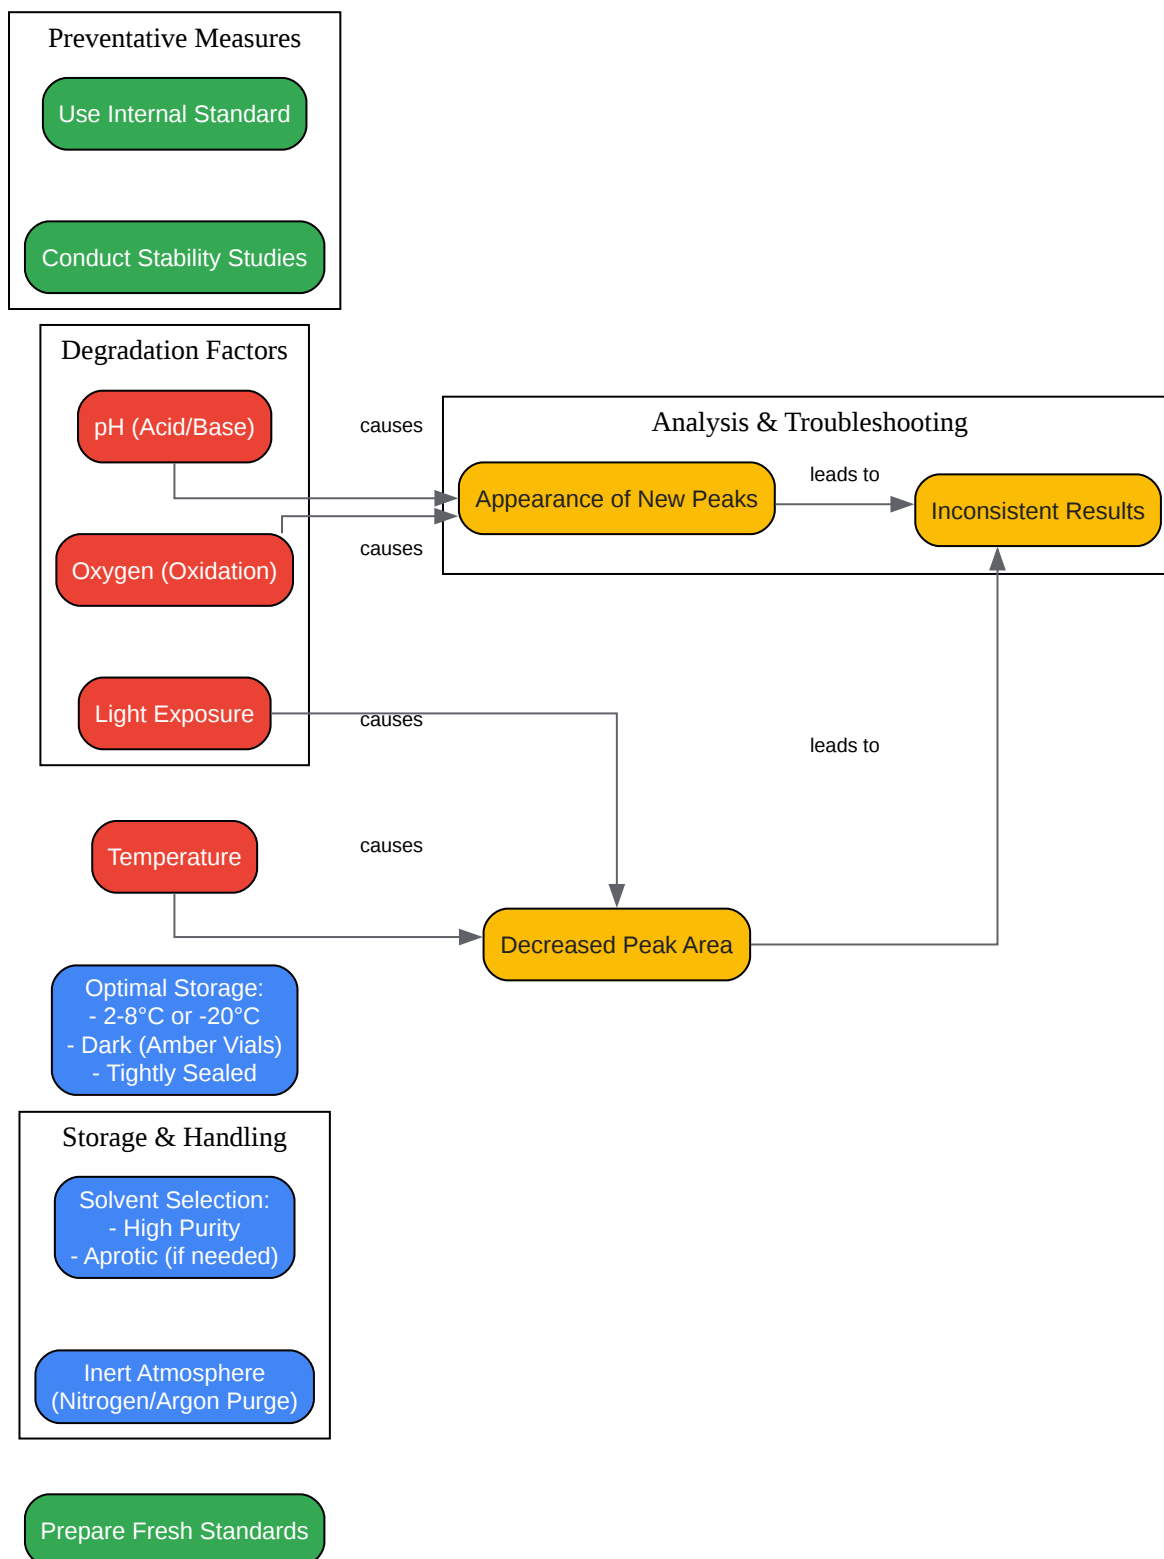 Preventative Measures
Use Internal Standard
Conduct Stability Studies
Degradation Factors
pH (Acid/Base)
causes
Analysis & Troubleshooting
Appearance of New Peaks
leads to
Inconsistent Results
Oxygen (Oxidation)
causes
Light Exposure
causes
leads to
Temperature
causes
Decreased Peak Area
Optimal Storage:
- 2-8°C or -20°C
- Dark (Amber Vials)
- Tightly Sealed
Storage & Handling
Solvent Selection:
- High Purity
- Aprotic (if needed)
Inert Atmosphere
(Nitrogen/Argon Purge)
Prepare Fresh Standards